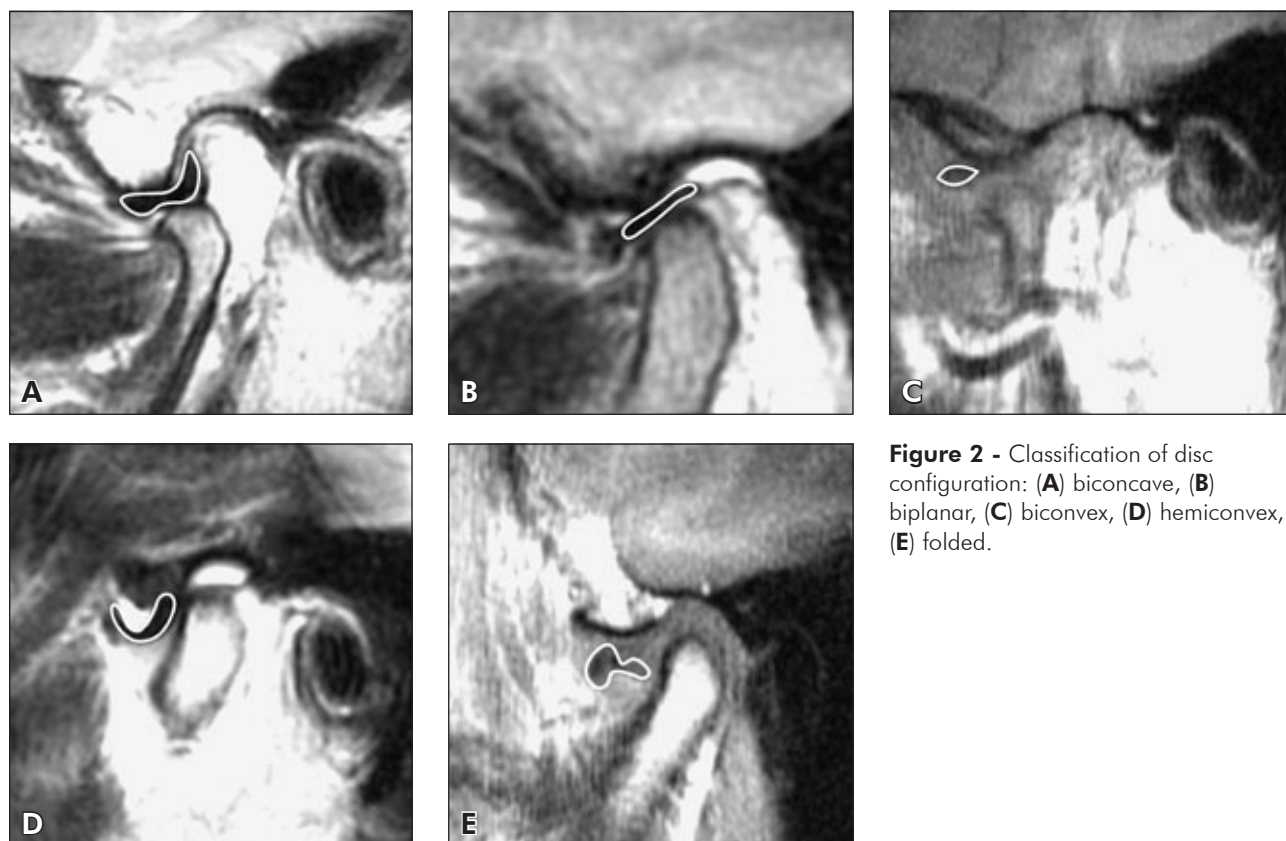 A
B
C
D
E
Figure 2 - Classification of disc
configuration: (A) biconcave, (B)
biplanar, (C) biconvex, (D) hemiconvex,
(E) folded.